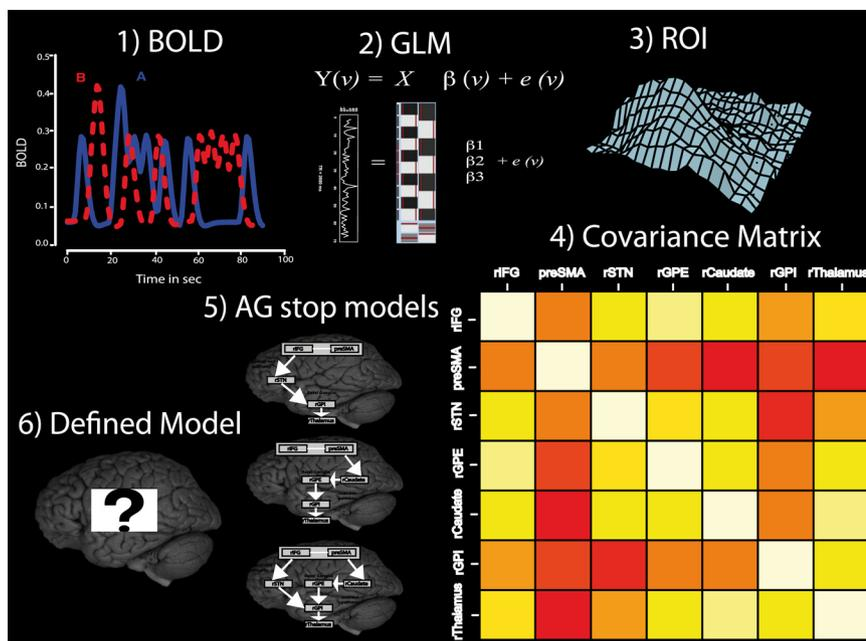 1) BOLD
B
A
0.5
0.4
0.3
0.2
0.1
0.0
BOLD
0
20
40
60
80
100
Time in sec
2) GLM
Y(v) = X β (v) + e (v)
=
β1
β2 + e (v)
β3
3) ROI
4) Covariance Matrix
rIFG preSMA rSTN rGPE rCaudate rGPI rThalamus
rIFG
preSMA
rSTN
rGPE
rCaudate
rGPI
rThalamus
5) AG stop models
rIFG preSMA
rSTN
rGPI
rThalamus
rIFG preSMA
rGPE rCaudate
rGPI
rThalamus
rIFG preSMA
rSTN rGPE rCaudate
rGPI
rThalamus
6) Defined Model
?